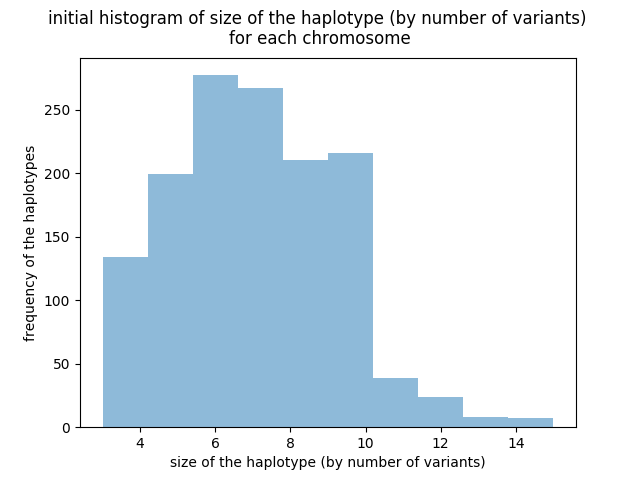 initial histogram of size of the haplotype (by number of variants)
for each chromosome
frequency of the haplotypes
250
200
150
100
50
0
4 6 8 10 12 14
size of the haplotype (by number of variants)